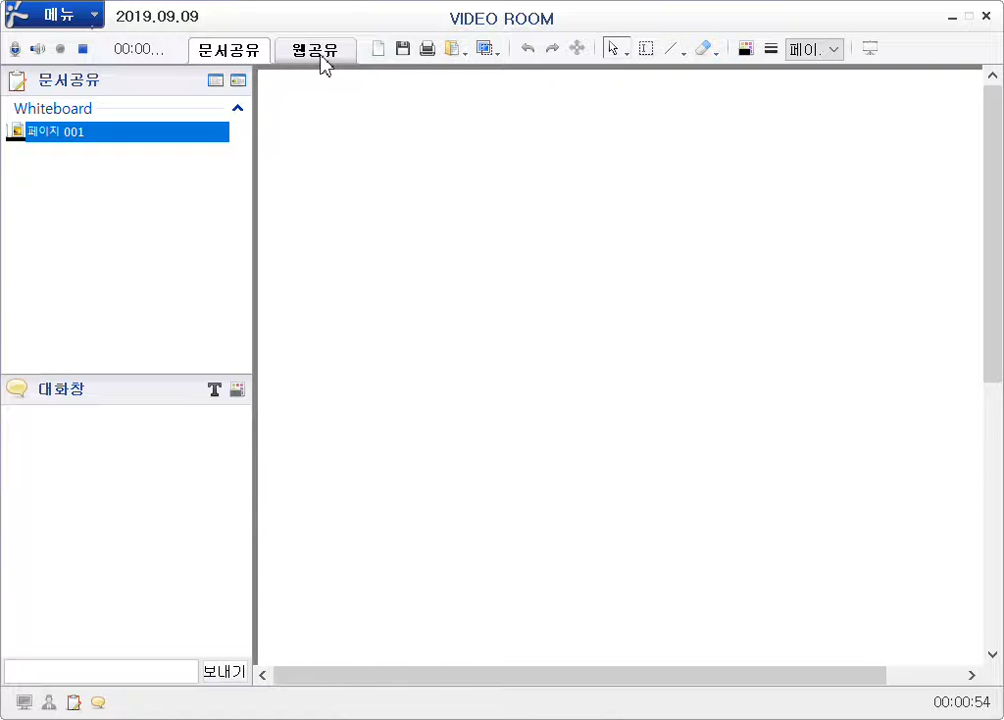 메뉴 2019.09.09 VIDEO ROOM
00:00... 문서공유 웹공유 페이.
문서공유
Whiteboard
페이지 001
대화창
보내기
00:00:54